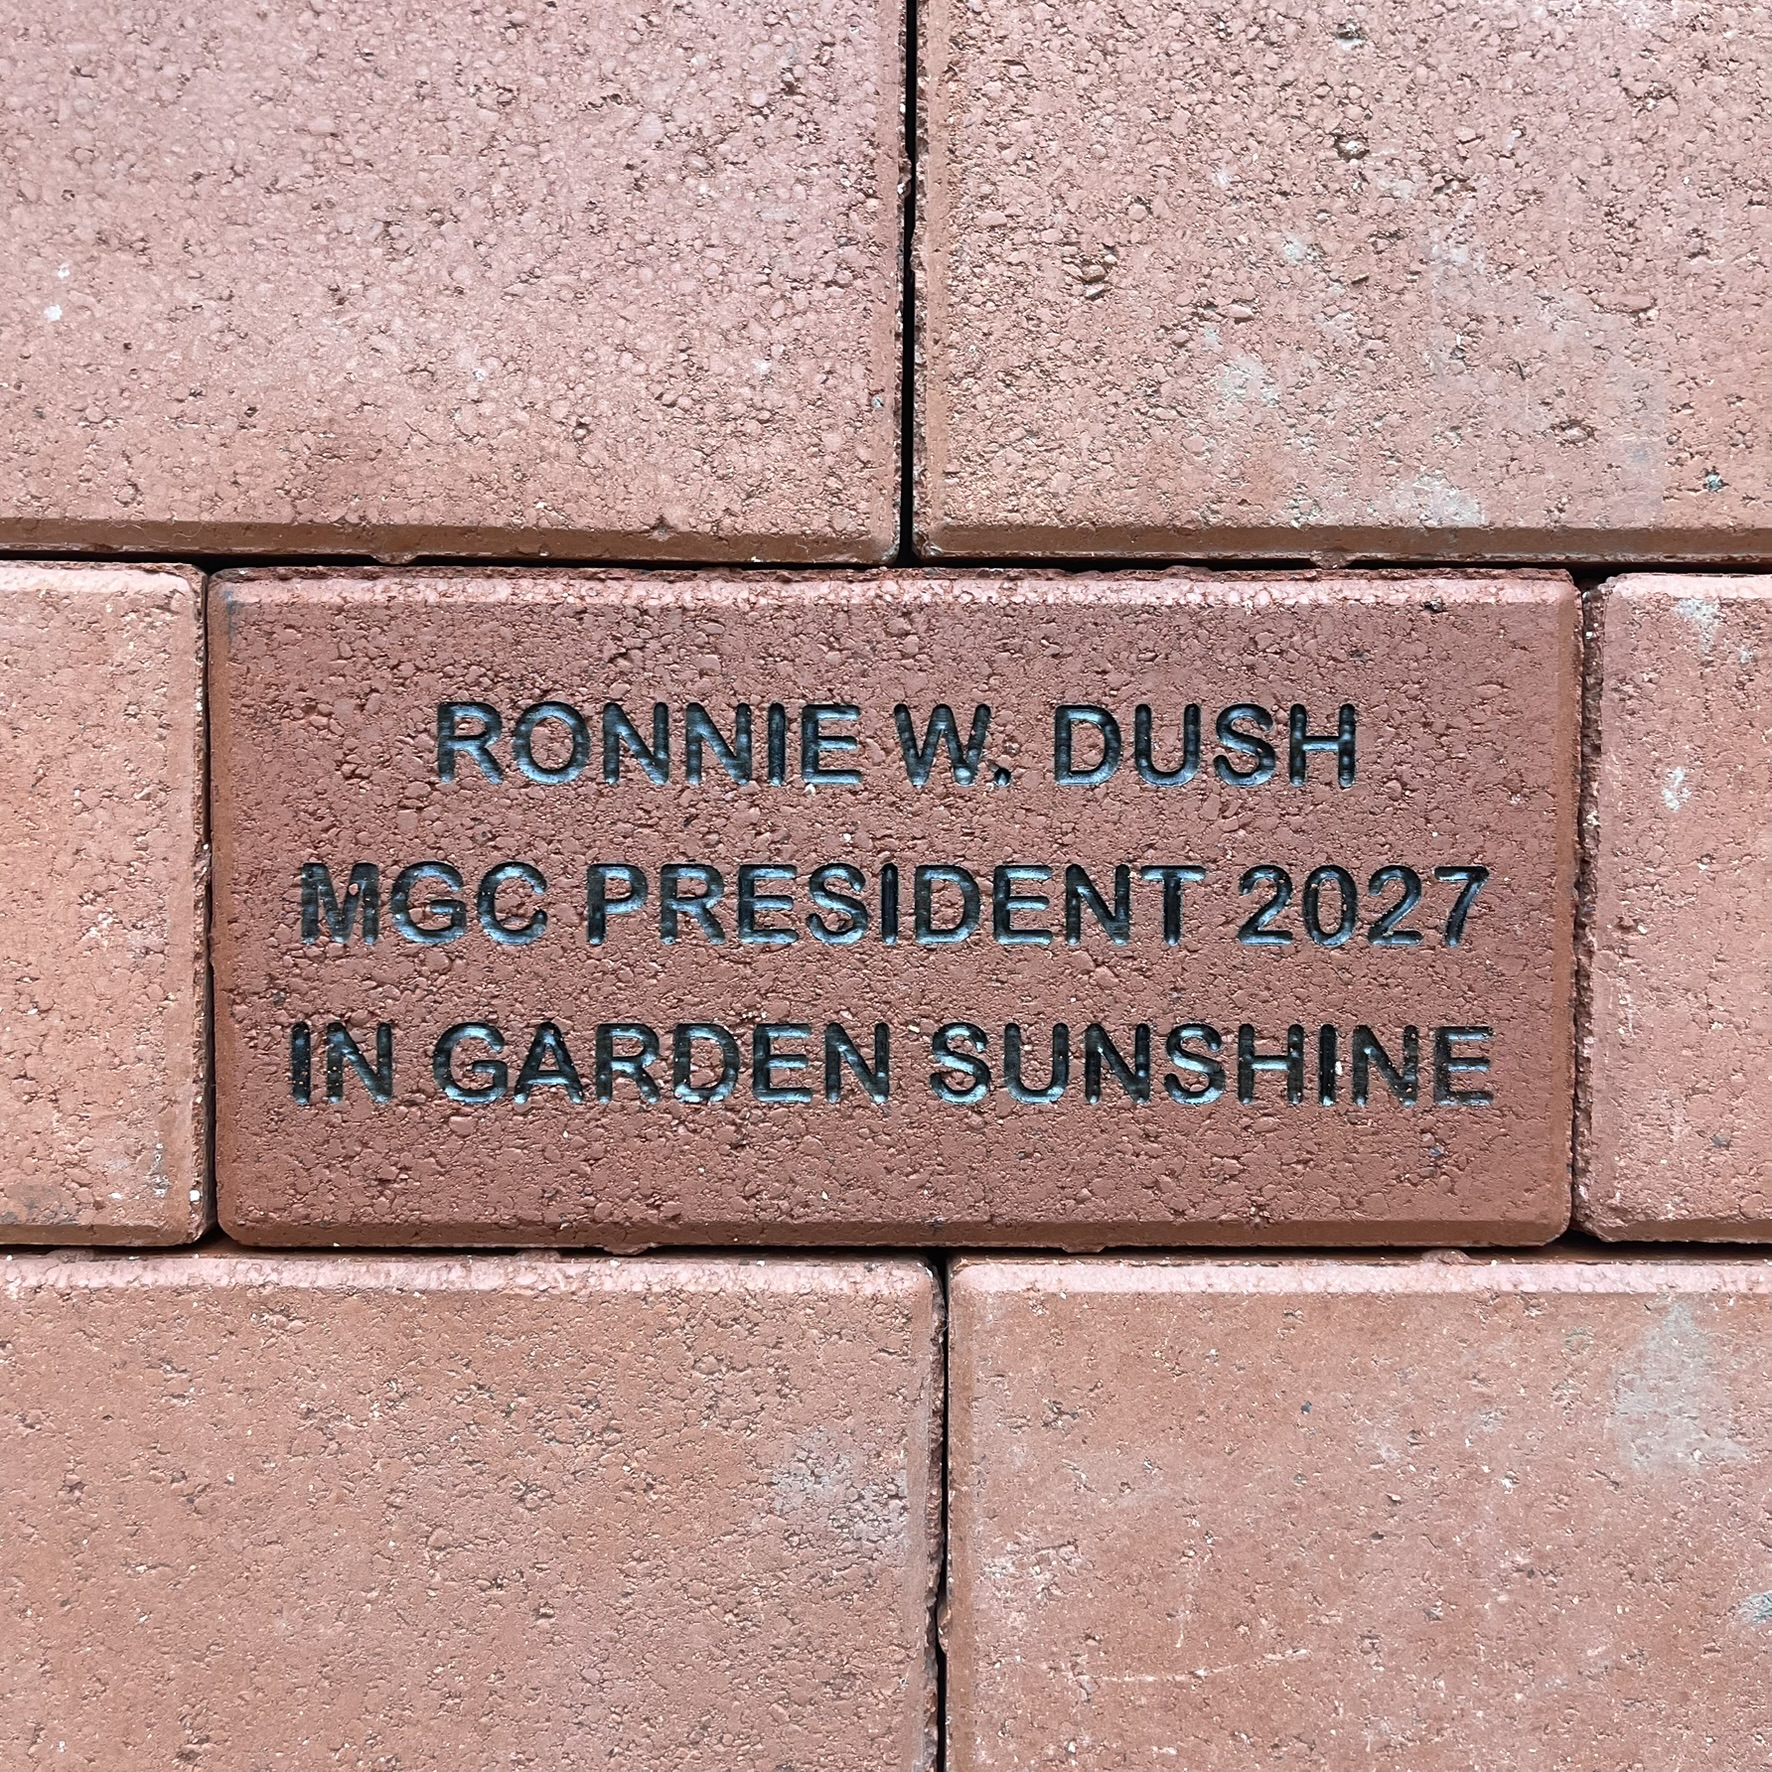 RONNIE W. DUSH
MGC PRESIDENT 2027
IN GARDEN SUNSHINE